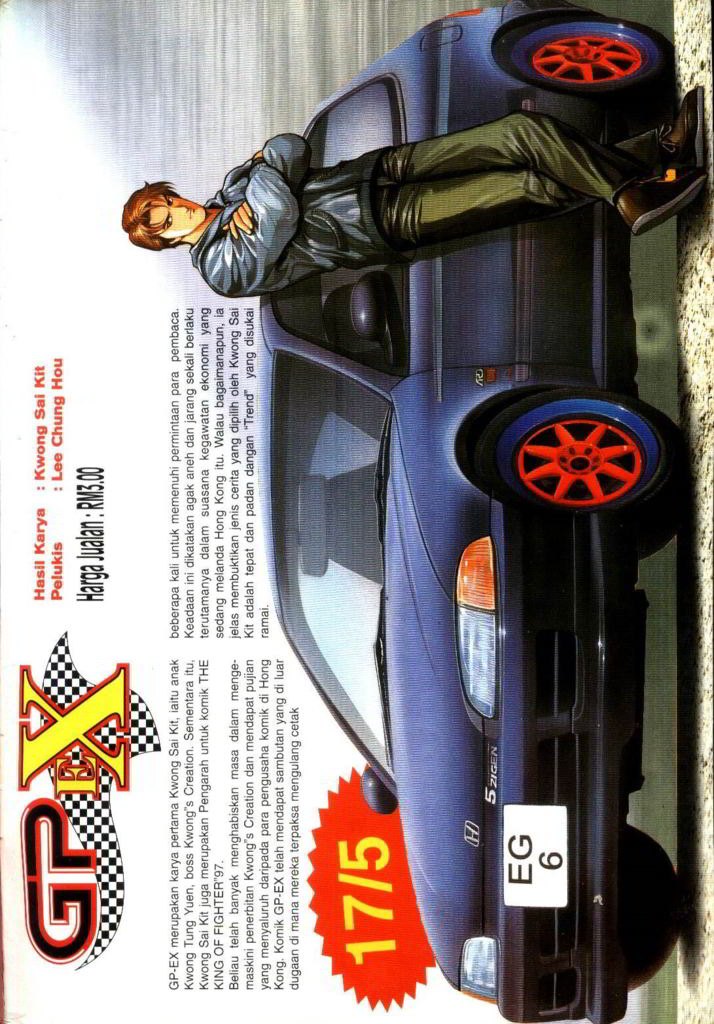 GP EX
Hasil Karya : Kwong Sai Kit
Pelukis : Lee Chung Hou
Harga Jualan : RM3.00
GP-EX merupakan karya pertama Kwong Sai Kit, iaitu anak
Kwong Tung Yuen, boss Kwong"s Creation. Sementara itu,
Kwong Sai Kit juga merupakan Pengarah untuk komik THE
KING OF FIGHTER"97.
Beliau telah banyak menghabiskan masa dalam menge-
maskini penerbitan Kwong"s Creation dan mendapat pujian
yang menyaluruh daripada para pengusaha komik di Hong
Kong. Komik GP-EX telah mendapat sambutan yang di luar
dugaan di mana mereka terpaksa mengulang cetak
beberapa kali untuk memenuhi permintaan para pembaca.
Keadaan ini dikatakan agak aneh dan jarang sekali berlaku
terutamanya dalam suasana kegawatan ekonomi yang
sedang melanda Hong Kong itu. Walau bagaimanapun, ia
jelas membuktikan jenis cerita yang dipilih oleh Kwong Sai
Kit adalah tepat dan padan dangan "Trend" yang disukai
ramai.
17/5
5 ZIGEN
EG
6